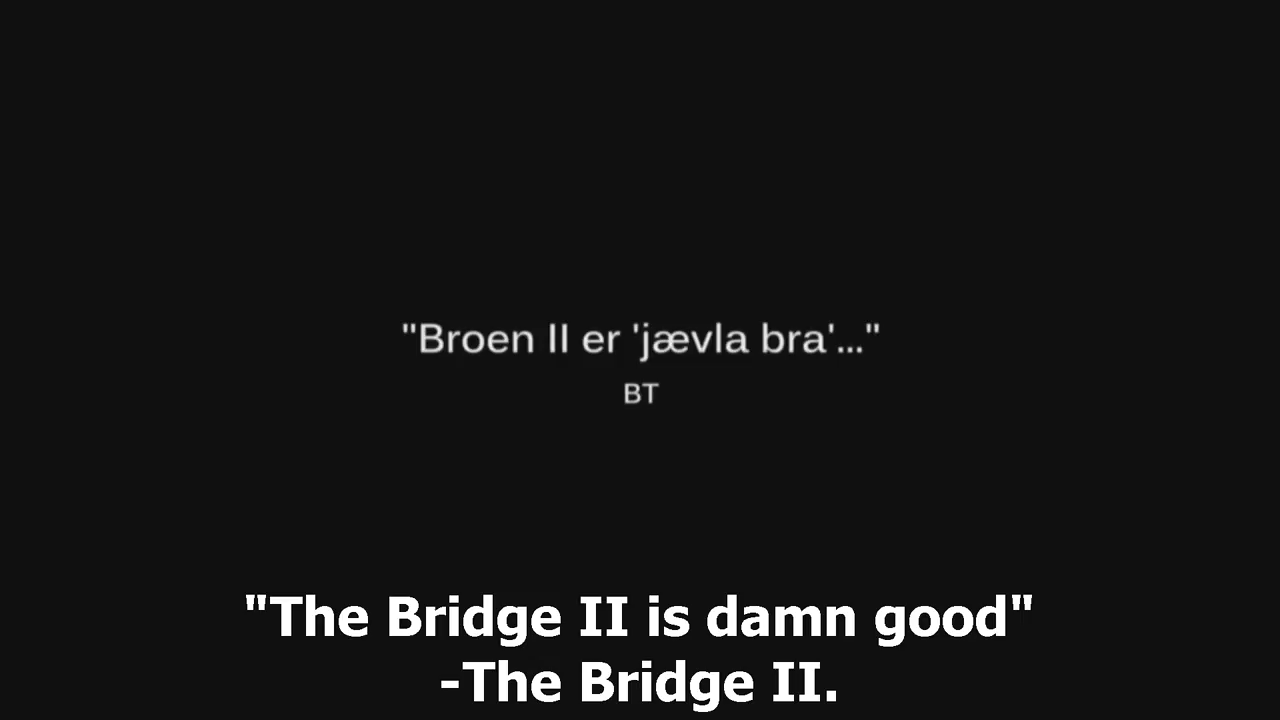 "Broen II er 'jævla bra'..."
BT
"The Bridge II is damn good"
-The Bridge II.